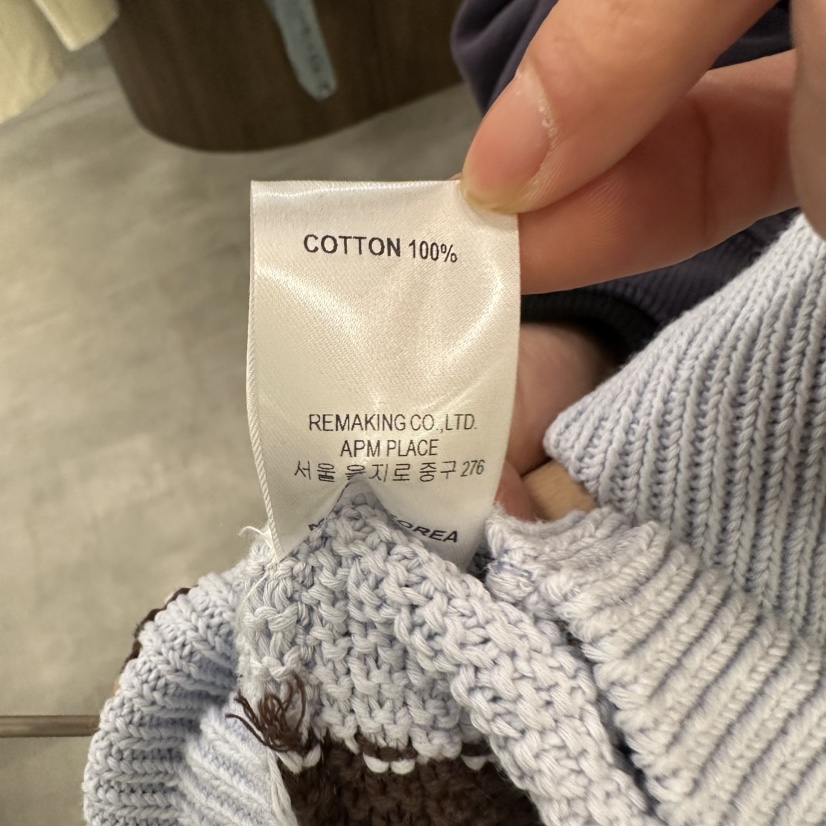 COTTON 100%
REMAKING CO.,LTD.
APM PLACE
서울 을지로 중구 276
KOREA